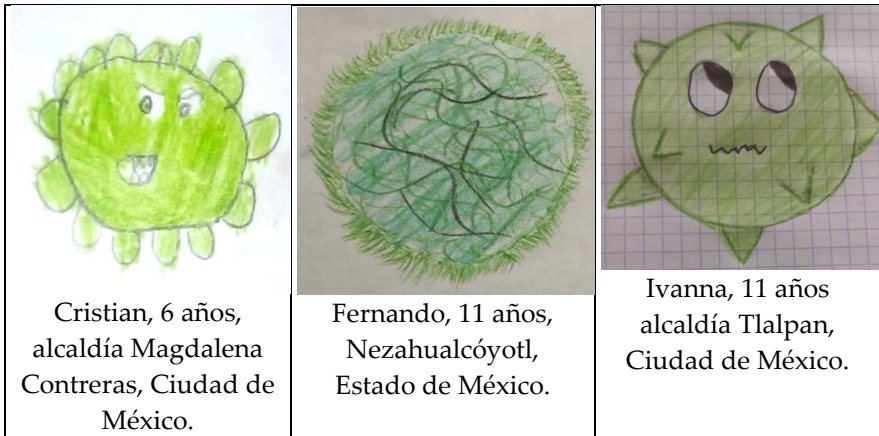 Cristian, 6 años,
alcaldía Magdalena
Contreras, Ciudad de
México.
Fernando, 11 años,
Nezahualcóyotl,
Estado de México.
Ivanna, 11 años
alcaldía Tlalpan,
Ciudad de México.